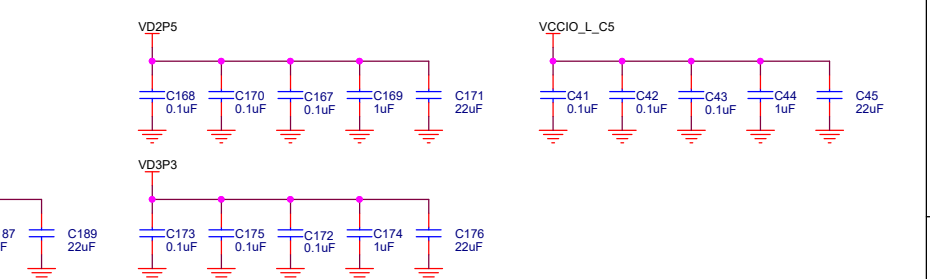 VD2P5
C168
0.1uF
C170
0.1uF
C167
0.1uF
C169
1uF
C171
22uF
VCCIO_L_C5
C41
0.1uF
C42
0.1uF
C43
0.1uF
C44
1uF
C45
22uF
87
F
C189
22uF
VD3P3
C173
0.1uF
C175
0.1uF
C172
0.1uF
C174
1uF
C176
22uF